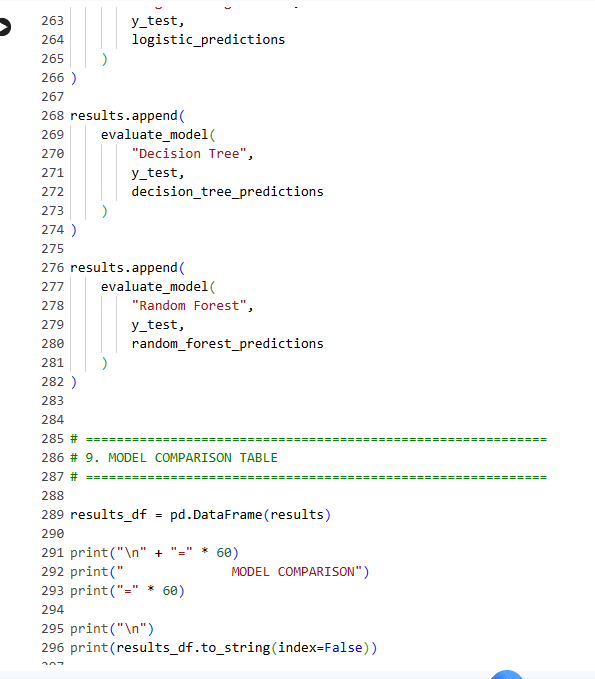 263 y_test,
264 logistic_predictions
265 )
266 )
267
268 results.append(
269 evaluate_model(
270 "Decision Tree",
271 y_test,
272 decision_tree_predictions
273 )
274 )
275
276 results.append(
277 evaluate_model(
278 "Random Forest",
279 y_test,
280 random_forest_predictions
281 )
282 )
283
284
285 # ============================================================
286 # 9. MODEL COMPARISON TABLE
287 # ============================================================
288
289 results_df = pd.DataFrame(results)
290
291 print("\n" + "=" * 60)
292 print("              MODEL COMPARISON")
293 print("=" * 60)
294
295 print("\n")
296 print(results_df.to_string(index=False))